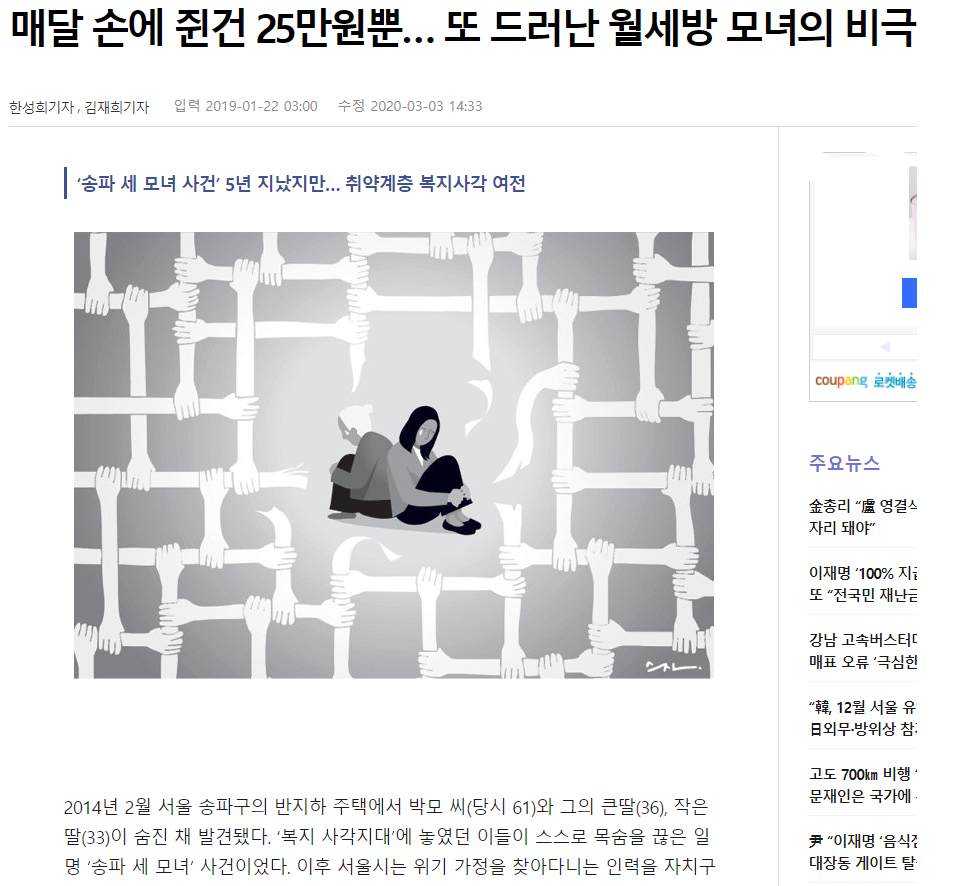 매달 손에 쥔건 25만원뿐… 또 드러난 월세방 모녀의 비극
한성희기자, 김재희기자 입력 2019-01-22 03:00 수정 2020-03-03 14:33
‘송파 세 모녀 사건’ 5년 지났지만… 취약계층 복지사각 여전
2014년 2월 서울 송파구의 반지하 주택에서 박모 씨(당시 61)와 그의 큰딸(36), 작은
딸(33)이 숨진 채 발견됐다. ‘복지 사각지대’에 놓였던 이들이 스스로 목숨을 끊은 일
명 ‘송파 세 모녀’ 사건이었다. 이후 서울시는 위기 가정을 찾아다니는 인력을 자치구
coupang 로켓배송
주요뉴스
金총리 “盧 영결식
자리 돼야”
이재명 ‘100% 지급
또 “전국민 재난금
강남 고속버스터미
매표 오류 ‘극심한
“韓, 12월 서울 유
日외무·방위상 참
고도 700㎞ 비행 ‘
문재인은 국가에
尹 “이재명 ‘음식점
대장동 게이트 탈